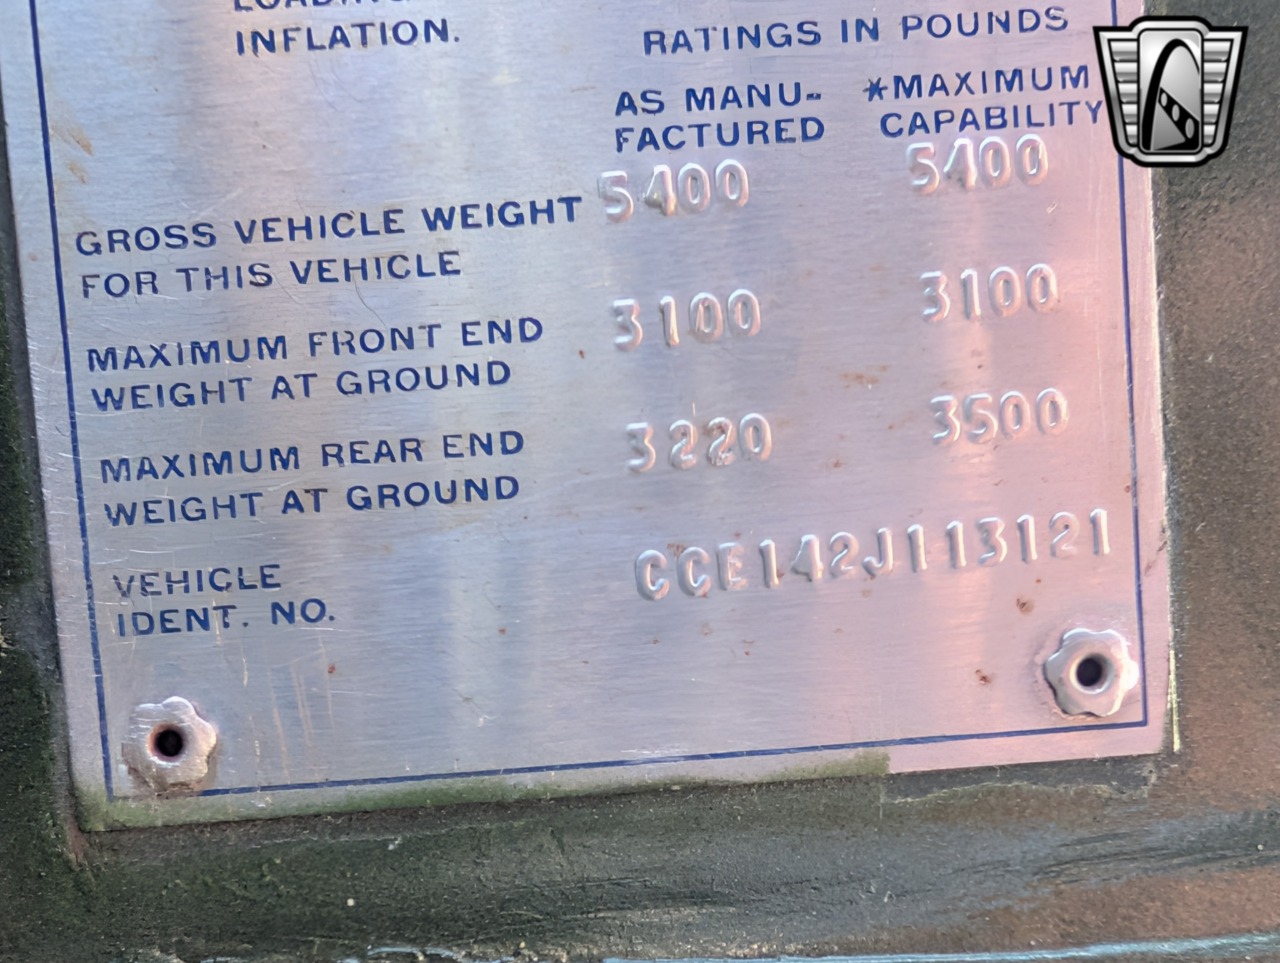 INFLATION.
RATINGS IN POUNDS
AS MANU- *MAXIMUM
FACTURED CAPABILITY
GROSS VEHICLE WEIGHT 5400 5400
FOR THIS VEHICLE
MAXIMUM FRONT END 3100 3100
WEIGHT AT GROUND
MAXIMUM REAR END 3220 3500
WEIGHT AT GROUND
VEHICLE CCE142J113121
IDENT. NO.